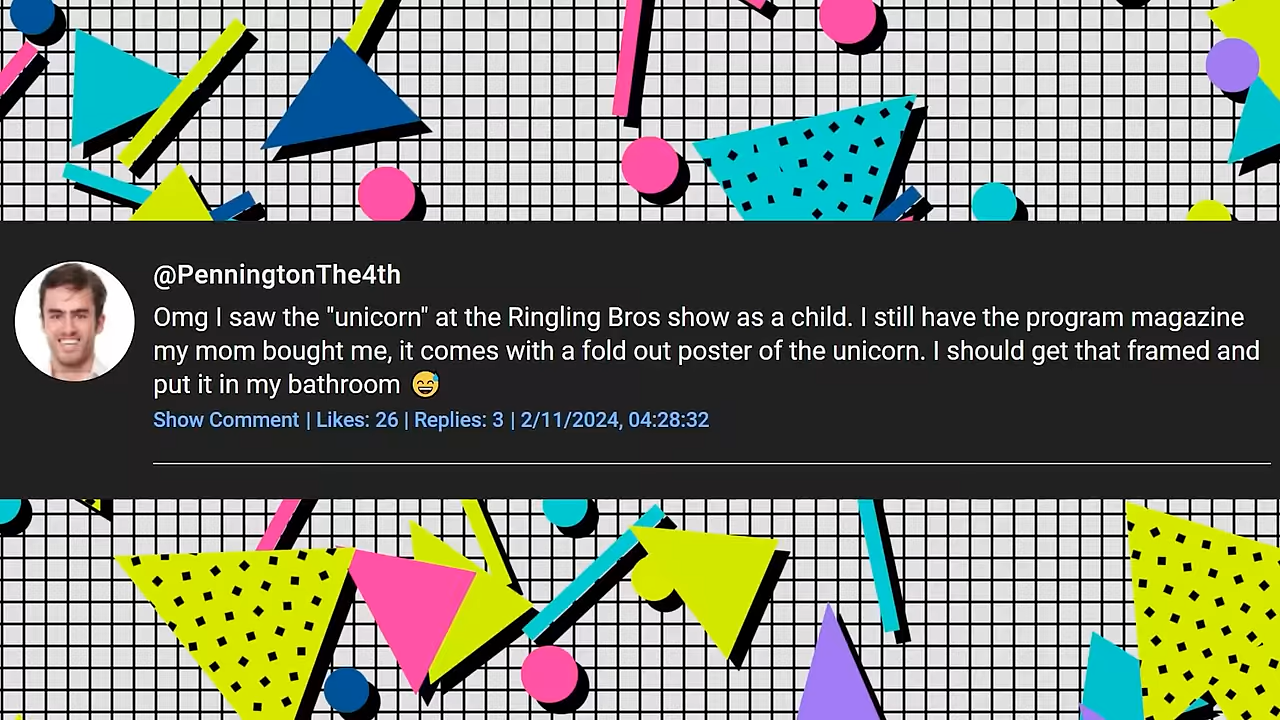 @PenningtonThe4th
Omg I saw the "unicorn" at the Ringling Bros show as a child. I still have the program magazine
my mom bought me, it comes with a fold out poster of the unicorn. I should get that framed and
put it in my bathroom 😅
Show Comment | Likes: 26 | Replies: 3 | 2/11/2024, 04:28:32